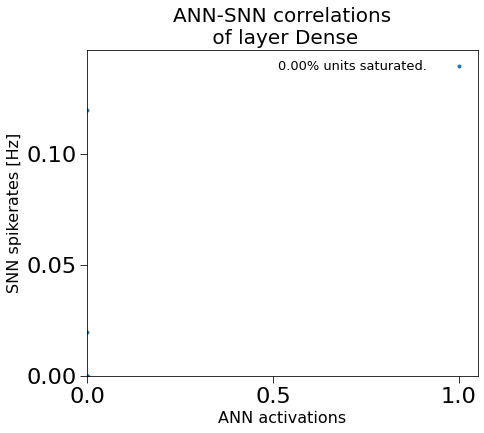 ANN-SNN correlations
of layer Dense
0.00% units saturated.
SNN spikerates [Hz]
0.10
0.05
0.00
0.0
0.5
1.0
ANN activations